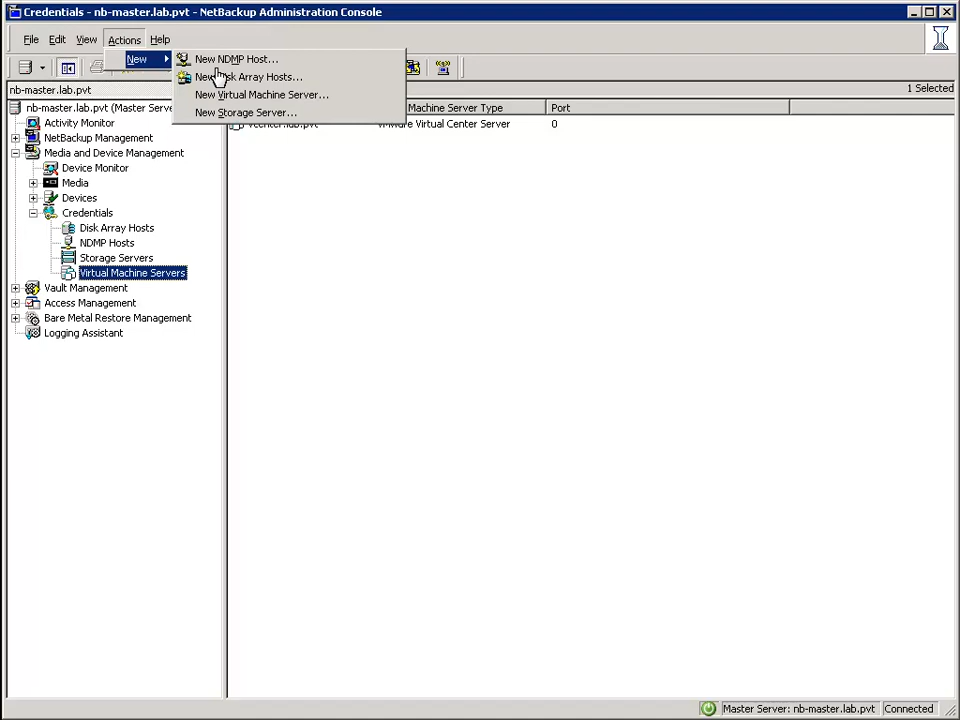 Credentials - nb-master.lab.pvt - NetBackup Administration Console
File Edit View Actions Help
New
New NDMP Host...
New Disk Array Hosts...
New Virtual Machine Server...
New Storage Server...
nb-master.lab.pvt
1 Selected
nb-master.lab.pvt (Master Serve
Machine Server Type
Port
vcenter.lab.pvt
VMware Virtual Center Server
0
Activity Monitor
NetBackup Management
Media and Device Management
Device Monitor
Media
Devices
Credentials
Disk Array Hosts
NDMP Hosts
Storage Servers
Virtual Machine Servers
Vault Management
Access Management
Bare Metal Restore Management
Logging Assistant
Master Server: nb-master.lab.pvt
Connected